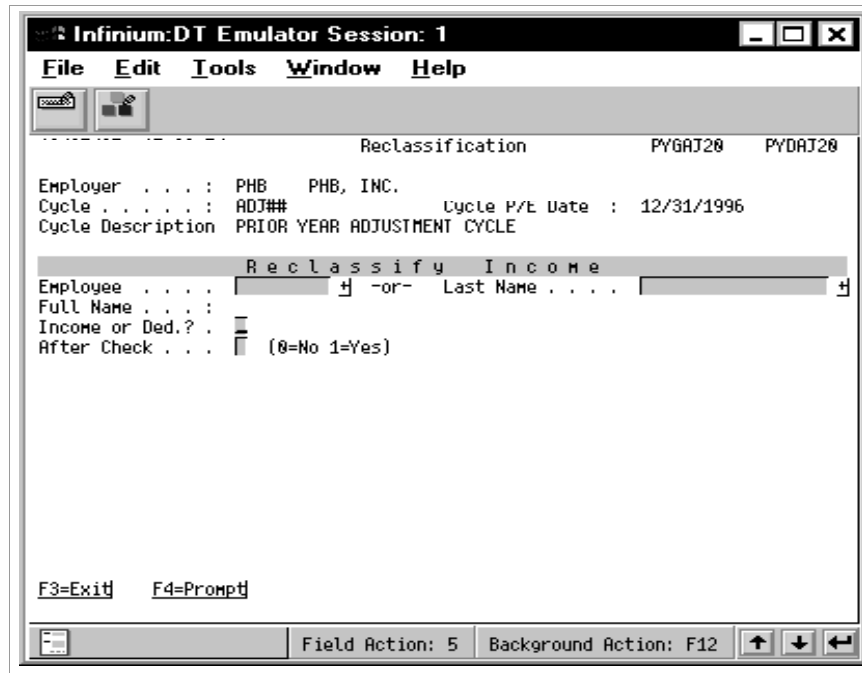 Infinium:DT Emulator Session: 1
File Edit Tools Window Help
Reclassification PYGAJ20 PYDAJ20
Employer . . . : PHB PHB, INC.
Cycle . . . . . : ADJ## Cycle P/E Date : 12/31/1996
Cycle Description PRIOR YEAR ADJUSTMENT CYCLE
R e c l a s s i f y I n c o m e
Employee . . . . + -or- Last Name . . . . +
Full Name . . . :
Income or Ded.? .
After Check . . . (0=No 1=Yes)
F3=Exit F4=Prompt
Field Action: 5 Background Action: F12